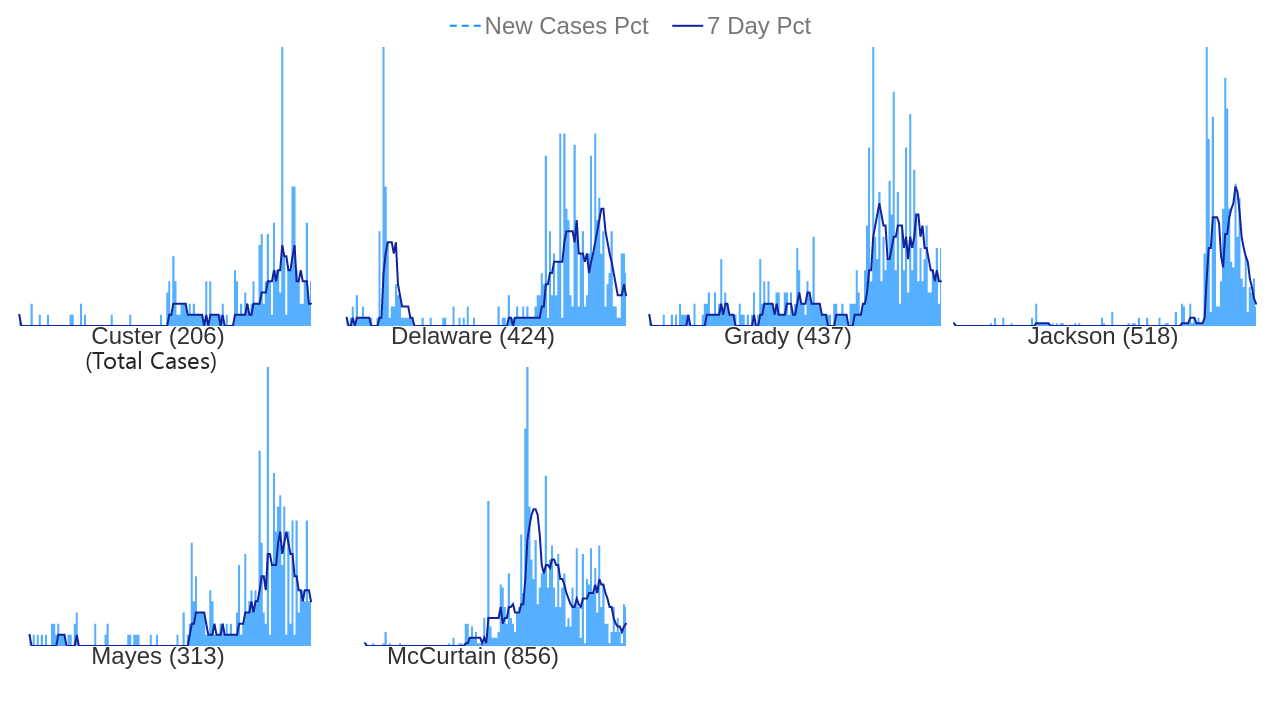 New Cases Pct 7 Day Pct
Custer (206) Delaware (424) Grady (437) Jackson (518)
(Total Cases)
Mayes (313) McCurtain (856)